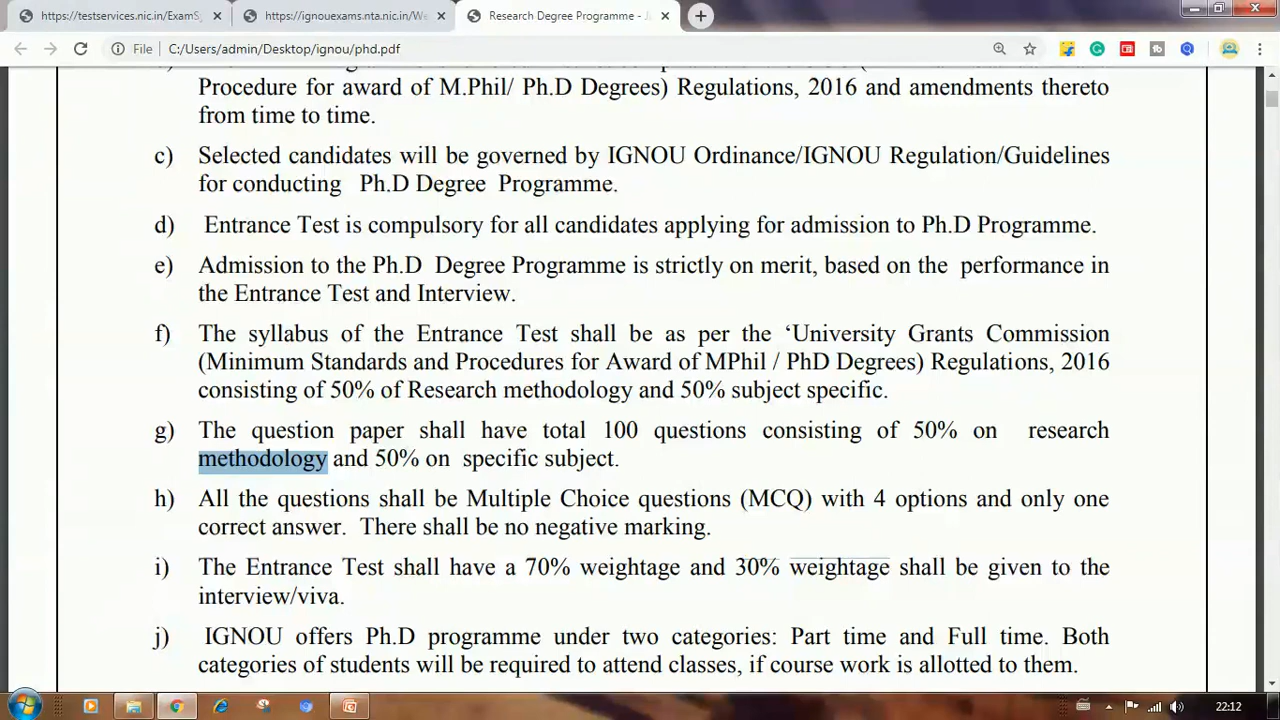 https://testservices.nic.in/ExamSy
https://ignouexams.nta.nic.in/We
Research Degree Programme - J
File C:/Users/admin/Desktop/ignou/phd.pdf
Procedure for award of M.Phil/ Ph.D Degrees) Regulations, 2016 and amendments thereto
from time to time.
c) Selected candidates will be governed by IGNOU Ordinance/IGNOU Regulation/Guidelines
for conducting Ph.D Degree Programme.
d) Entrance Test is compulsory for all candidates applying for admission to Ph.D Programme.
e) Admission to the Ph.D Degree Programme is strictly on merit, based on the performance in
the Entrance Test and Interview.
f) The syllabus of the Entrance Test shall be as per the ‘University Grants Commission
(Minimum Standards and Procedures for Award of MPhil / PhD Degrees) Regulations, 2016
consisting of 50% of Research methodology and 50% subject specific.
g) The question paper shall have total 100 questions consisting of 50% on research
methodology and 50% on specific subject.
h) All the questions shall be Multiple Choice questions (MCQ) with 4 options and only one
correct answer. There shall be no negative marking.
i) The Entrance Test shall have a 70% weightage and 30% weightage shall be given to the
interview/viva.
j) IGNOU offers Ph.D programme under two categories: Part time and Full time. Both
categories of students will be required to attend classes, if course work is allotted to them.
22:12